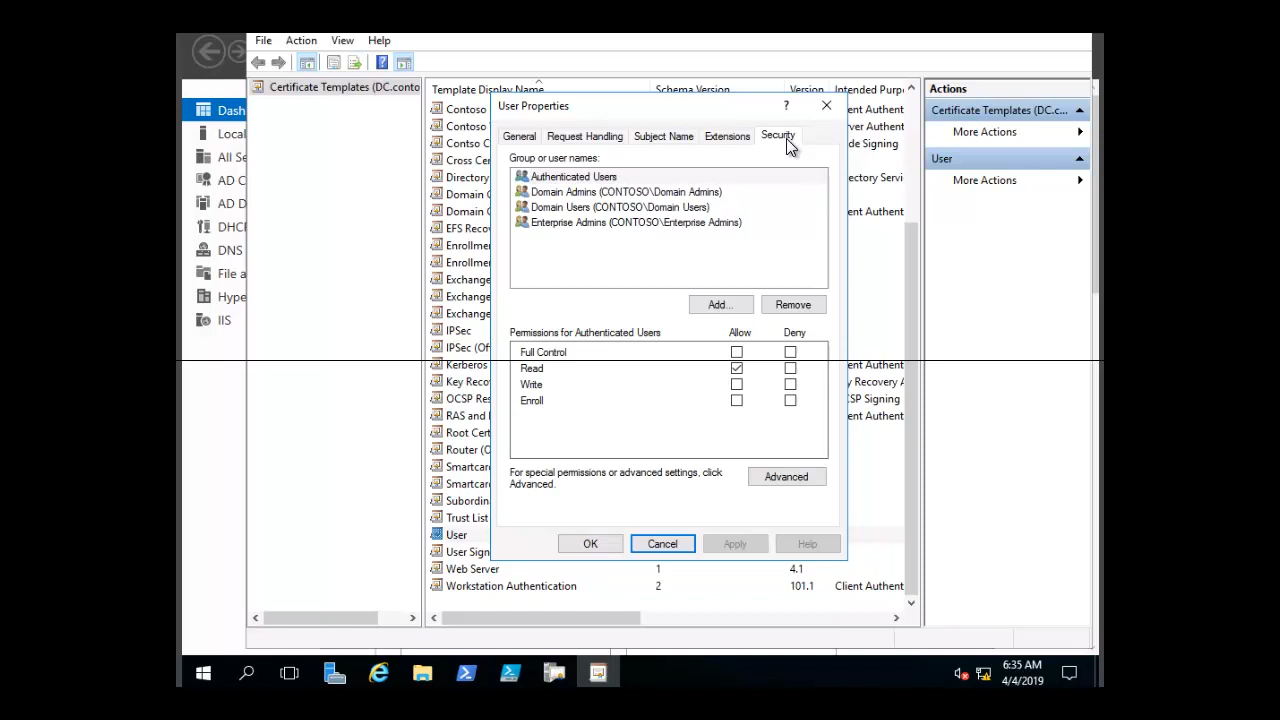 File Action View Help
Certificate Templates (DC.conto
Template Display Name Schema Version Version Intended Purpo
Actions
Certificate Templates (DC.c...
More Actions
User
More Actions
Dash
Local
All Se
AD C
AD D
DHCP
DNS
File a
Hype
IIS
Contoso
Contoso
Contso C
Cross Cer
Directory
Domain C
Domain C
EFS Recov
Enrollme
Enrollme
Exchange
Exchange
Exchange
IPSec
IPSec (Of
Kerberos
Key Reco
OCSP Res
RAS and I
Root Cert
Router (O
Smartcar
Smartcar
Subordin
Trust List
User
User Sign
Web Server 1 4.1
Workstation Authentication 2 101.1 Client Authent
Client Authent
Server Authent
de Signing
Directory Servi
ent Authent
ent Authent
y Recovery A
CSP Signing
ent Authent
User Properties
?
General Request Handling Subject Name Extensions Security
Group or user names:
Authenticated Users
Domain Admins (CONTOSO\Domain Admins)
Domain Users (CONTOSO\Domain Users)
Enterprise Admins (CONTOSO\Enterprise Admins)
Add... Remove
Permissions for Authenticated Users Allow Deny
Full Control
Read
Write
Enroll
For special permissions or advanced settings, click
Advanced.
Advanced
OK Cancel Apply Help
6:35 AM
4/4/2019